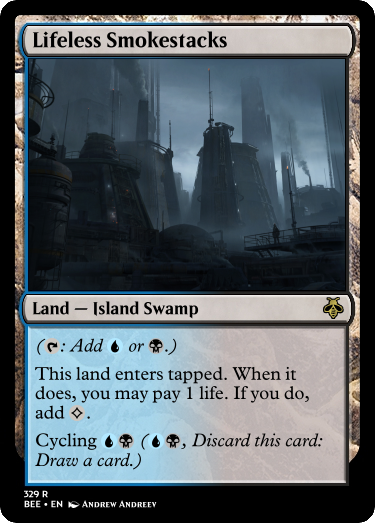 Lifeless Smokestacks
Land — Island Swamp
(: Add or .)
This land enters tapped. When it
does, you may pay 1 life. If you do,
add .
Cycling ( , Discard this card:
Draw a card.)
329 R
BEE • EN Andrew Andreev